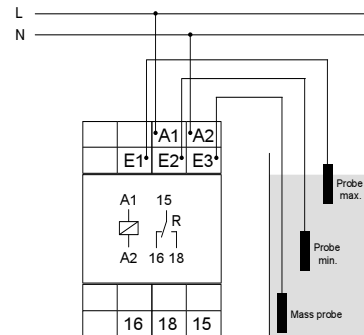 L
N
A1 A2
E1 E2 E3
A1 15
R
A2 16 18
Probe
max.
Probe
min.
Mass probe
16 18 15